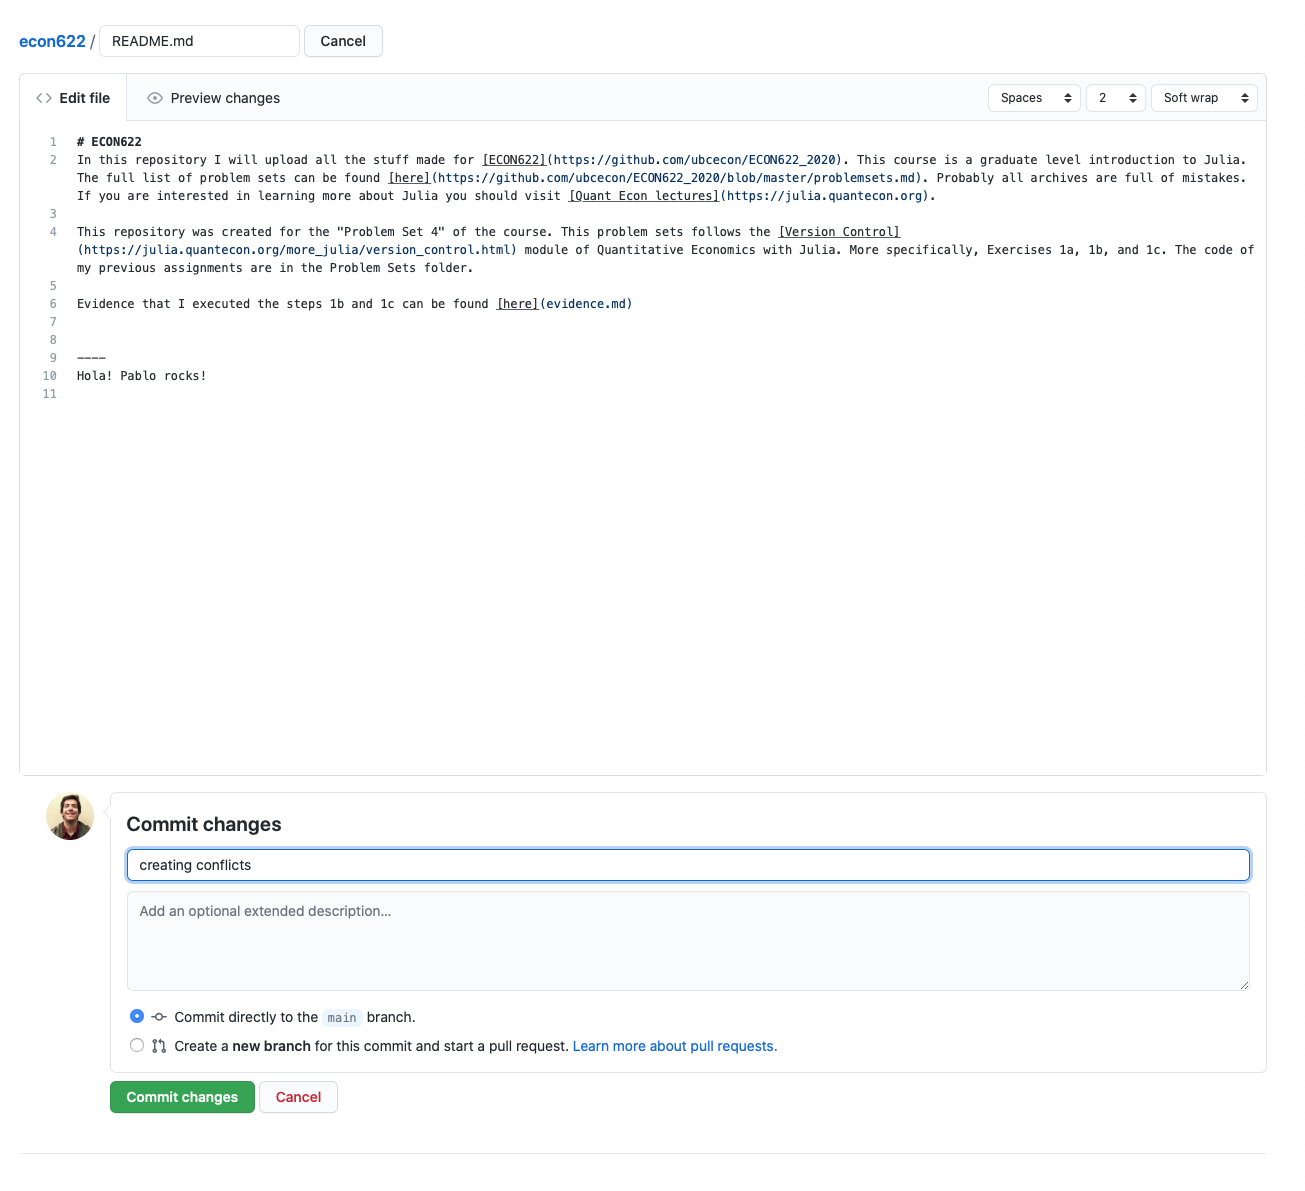 econ622 / README.md Cancel
Edit file Preview changes Spaces 2 Soft wrap
1 # ECON622
2 In this repository I will upload all the stuff made for [ECON622](https://github.com/ubcecon/ECON622_2020). This course is a graduate level introduction to Julia.
The full list of problem sets can be found [here](https://github.com/ubcecon/ECON622_2020/blob/master/problemsets.md). Probably all archives are full of mistakes.
If you are interested in learning more about Julia you should visit [Quant Econ lectures](https://julia.quantecon.org).
3
4 This repository was created for the "Problem Set 4" of the course. This problem sets follows the [Version Control]
(https://julia.quantecon.org/more_julia/version_control.html) module of Quantitative Economics with Julia. More specifically, Exercises 1a, 1b, and 1c. The code of
my previous assignments are in the Problem Sets folder.
5
6 Evidence that I executed the steps 1b and 1c can be found [here](evidence.md)
7
8
9 ----
10 Hola! Pablo rocks!
11
Commit changes
creating conflicts
Add an optional extended description…
Commit directly to the main branch.
Create a new branch for this commit and start a pull request. Learn more about pull requests.
Commit changes Cancel